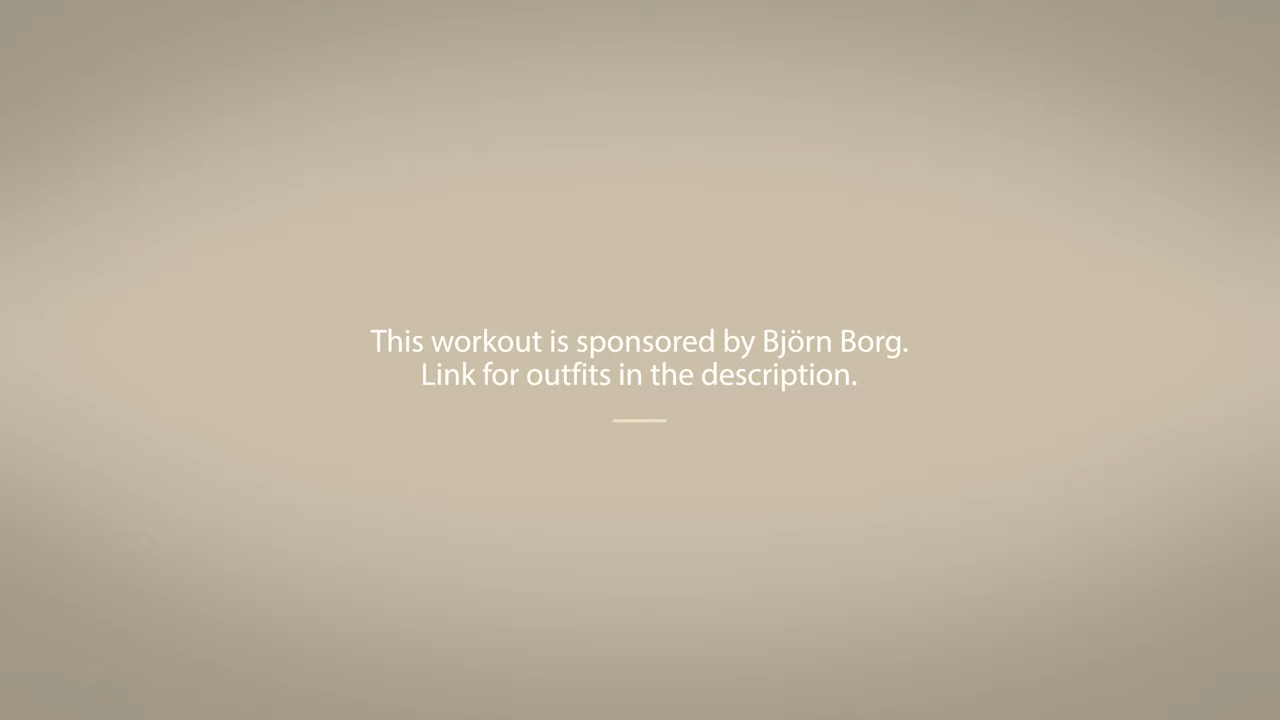 This workout is sponsored by Björn Borg.
Link for outfits in the description.